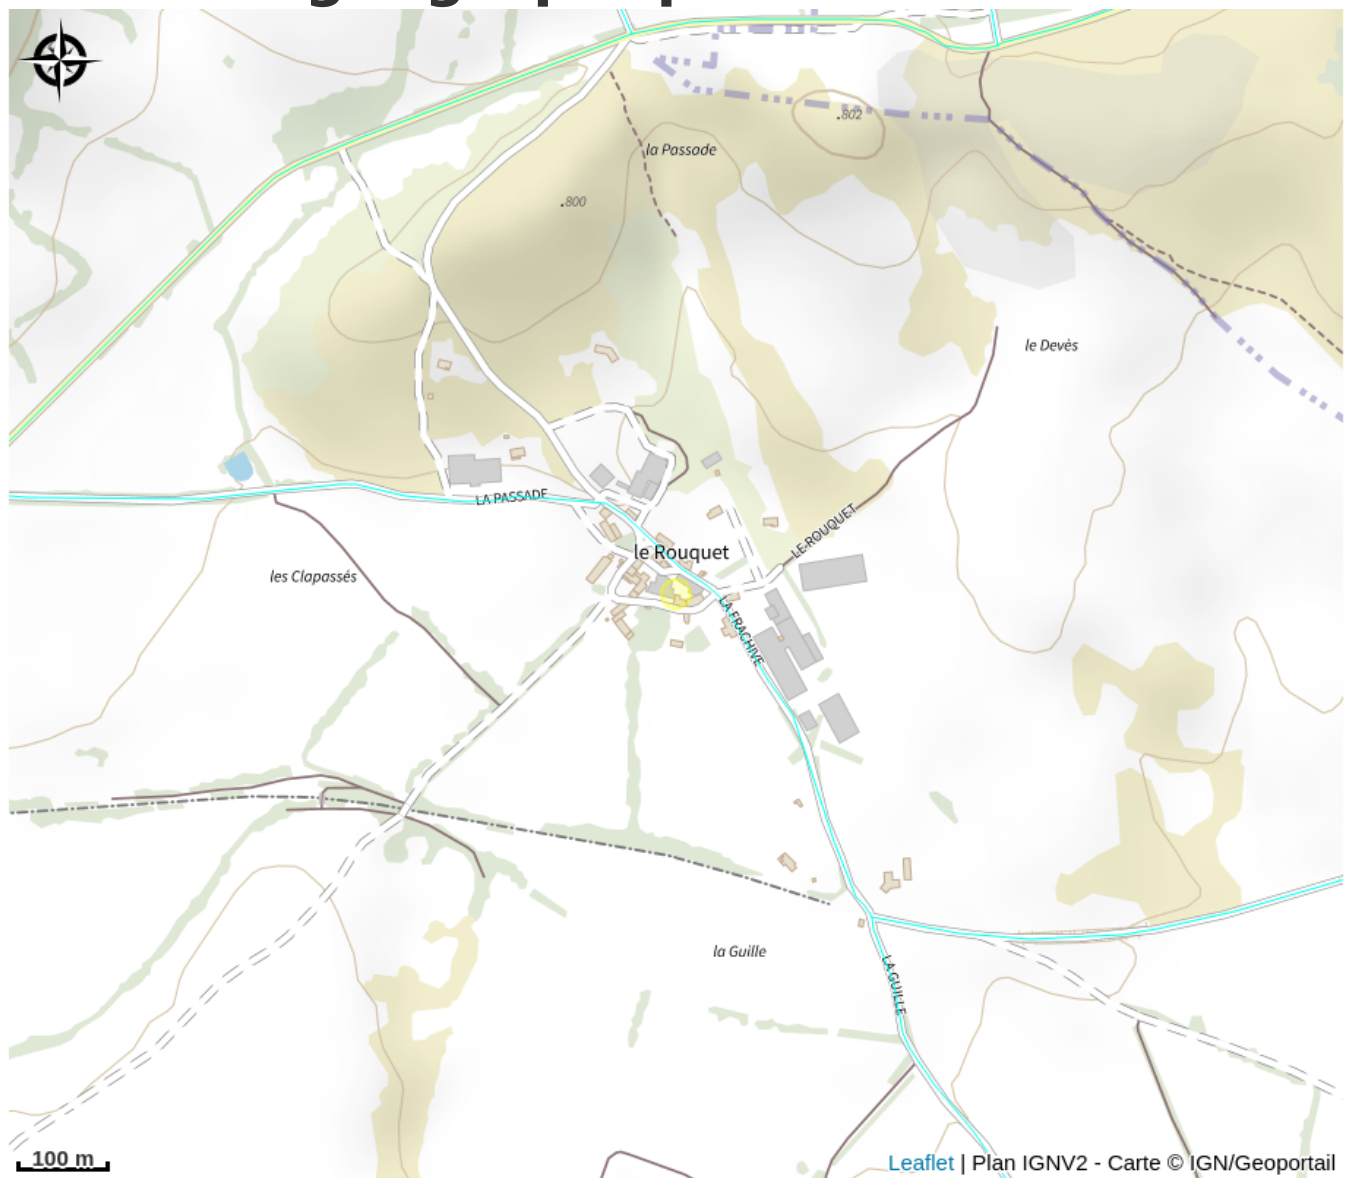 .802
la Passade
.800
le Devès
LA PASSADE
LE ROUQUET
le Rouquet
les Clapassés
LA FRACHIVE
la Guille
LA GUILLE
100 m
Leaflet | Plan IGNV2 - Carte © IGN/Geoportail